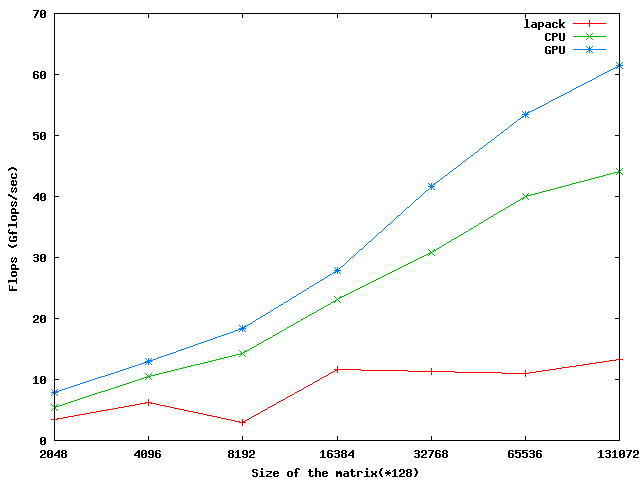 70
60
50
40
30
20
10
0
Flops (Gflops/sec)
lapack
CPU
GPU
2048 4096 8192 16384 32768 65536 131072
Size of the matrix(*128)